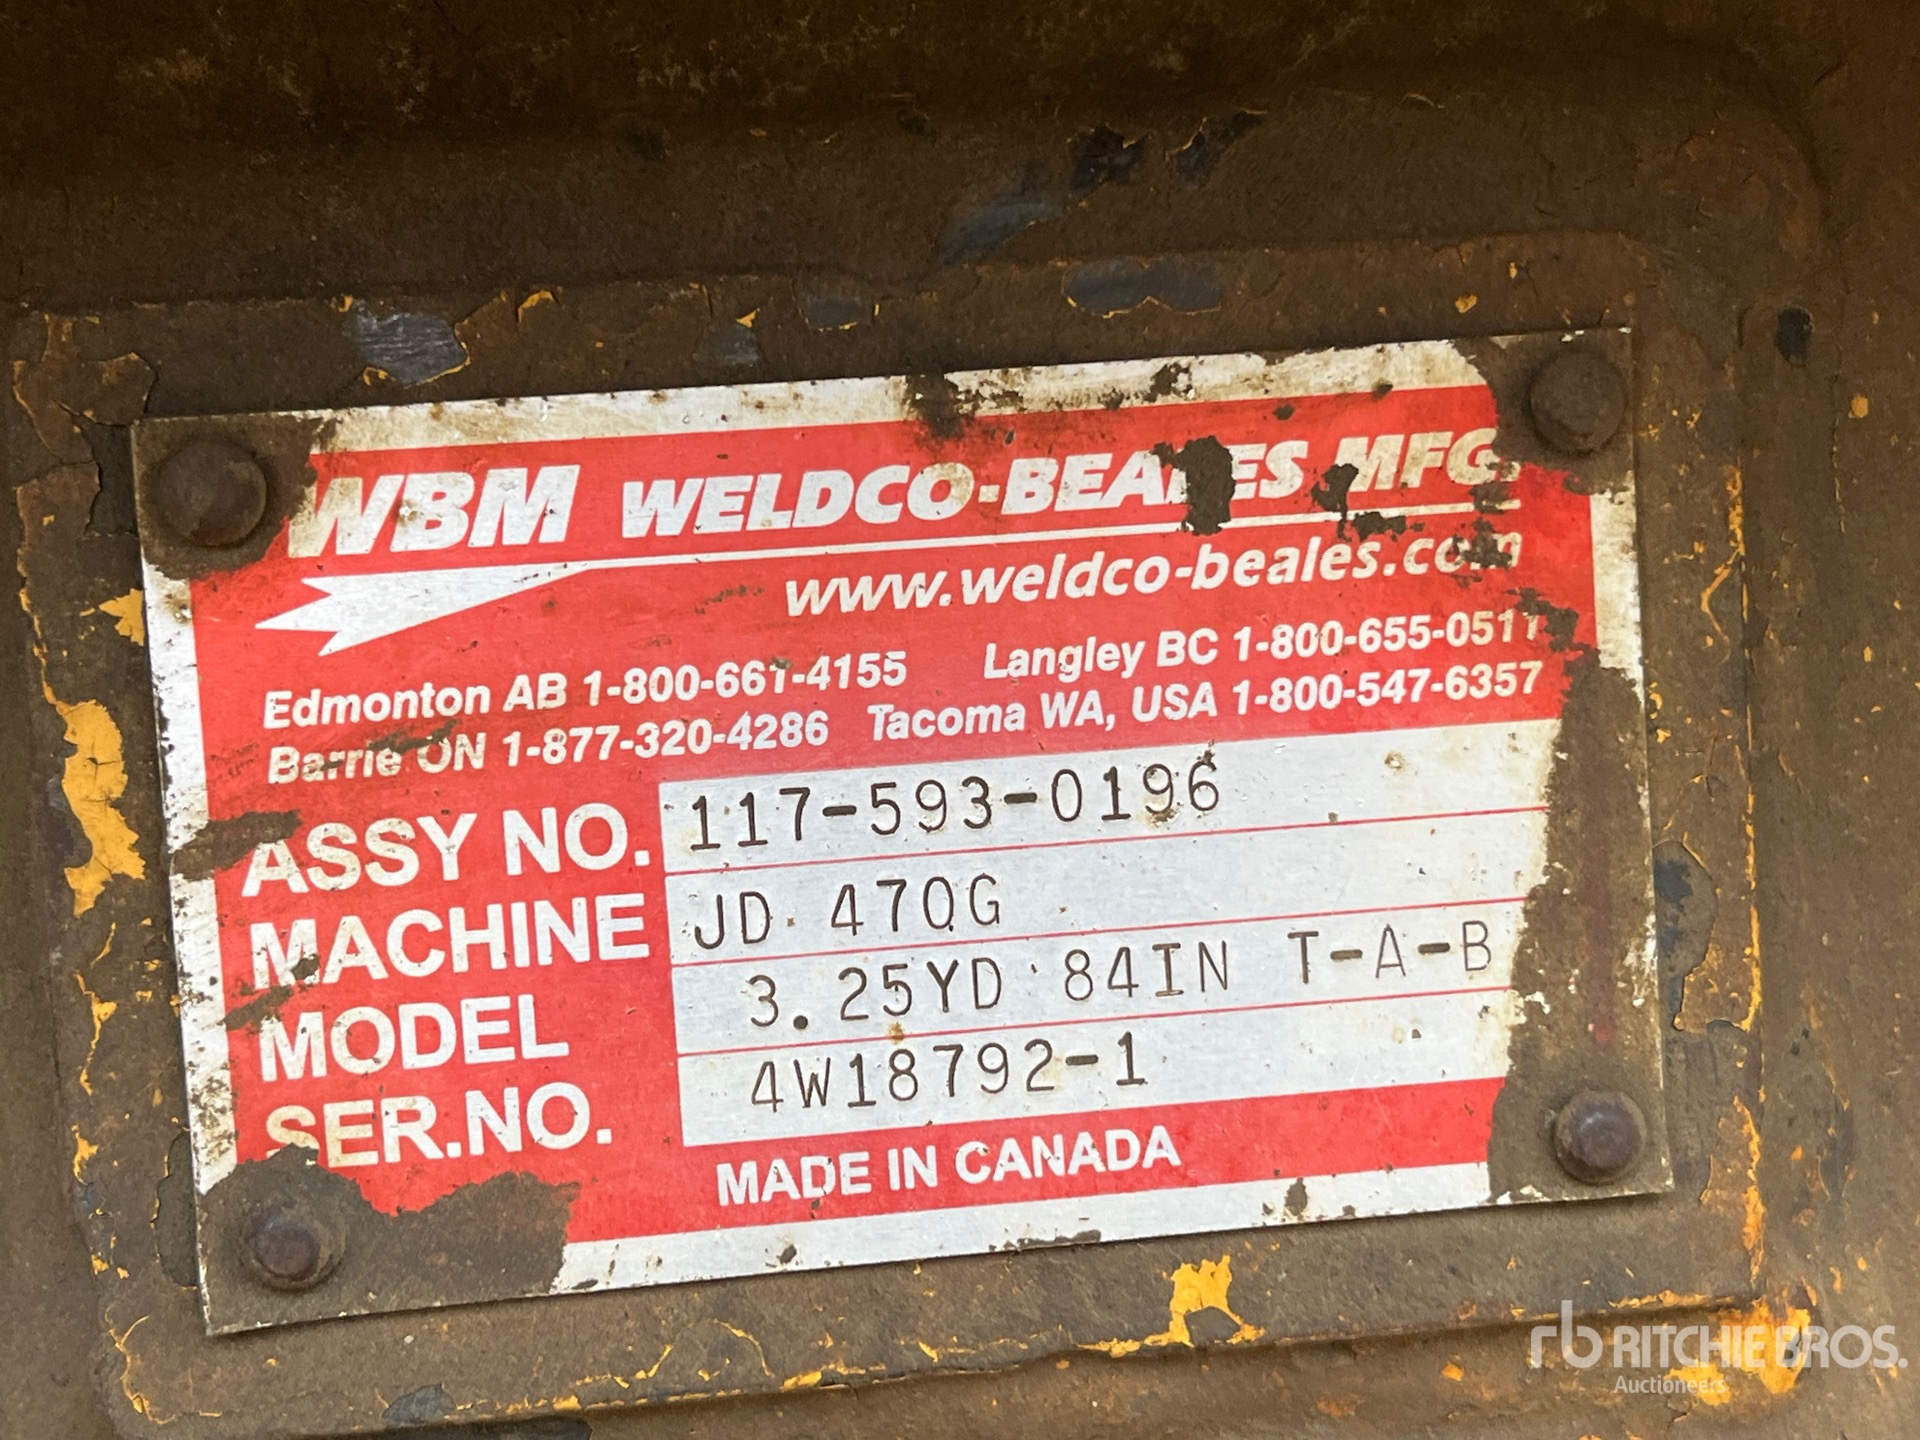 WBM WELDCO-BEALES MFG.
www.weldco-beales.com
Edmonton AB 1-800-661-4155 Langley BC 1-800-655-0511
Barrie ON 1-877-320-4286 Tacoma WA, USA 1-800-547-6357
ASSY NO. 117-593-0196
MACHINE JD 470G
MODEL 3.25YD 84IN T-A-B
SER.NO. 4W18792-1
MADE IN CANADA
rb RITCHIE BROS.
Auctioneers